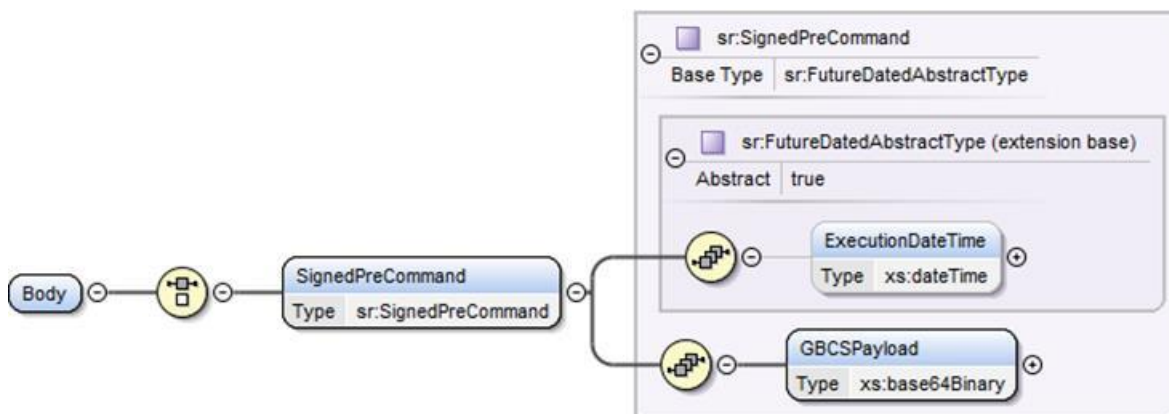 sr:SignedPreCommand
Base Type sr:FutureDatedAbstractType
sr:FutureDatedAbstractType (extension base)
Abstract true
ExecutionDateTime
Type xs:dateTime
Body
SignedPreCommand
Type sr:SignedPreCommand
GBCSPayload
Type xs:base64Binary